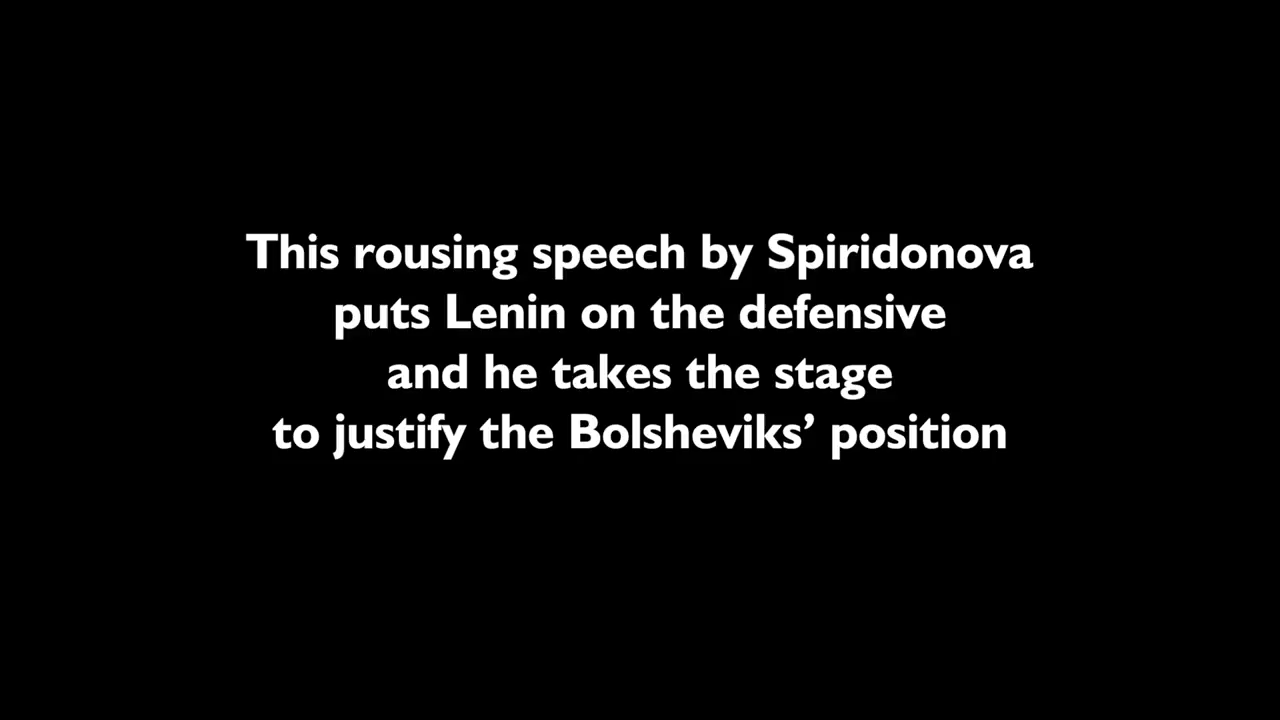 This rousing speech by Spiridonova
puts Lenin on the defensive
and he takes the stage
to justify the Bolsheviks’ position